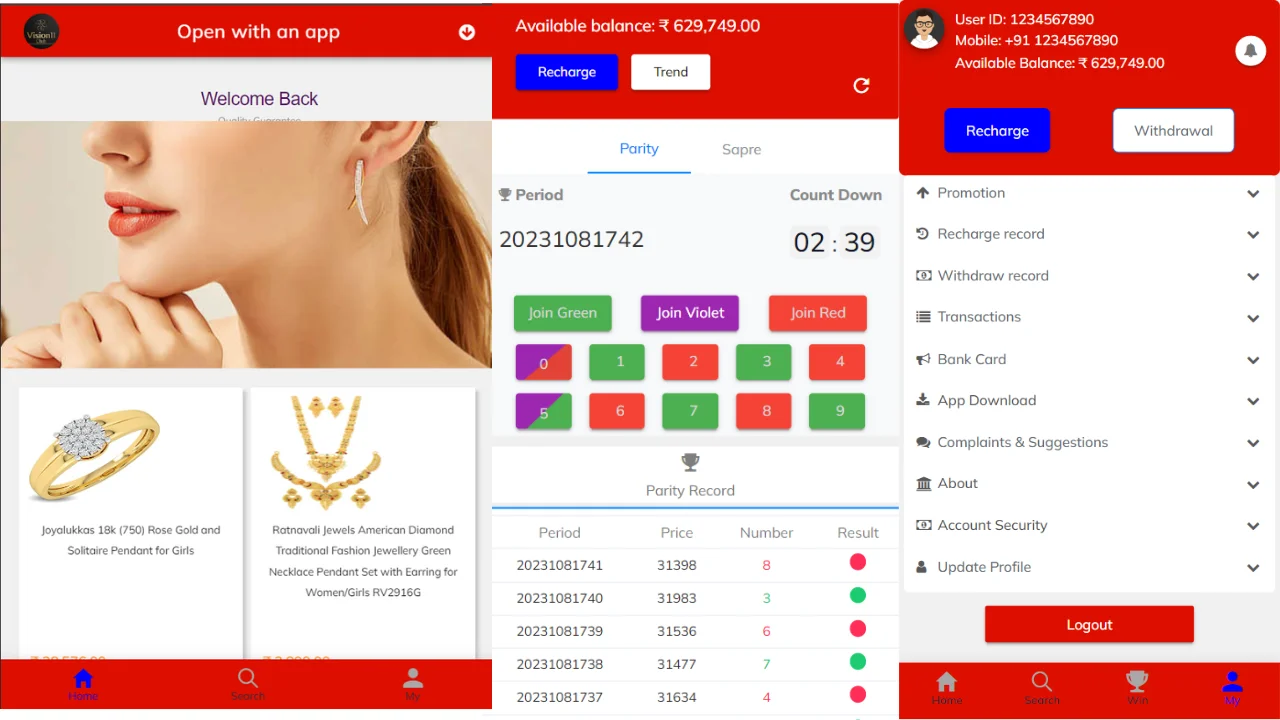 Vision11
Club
Open with an app
Welcome Back
Quality Guarantee
Joyalukkas 18k (750) Rose Gold and
Solitaire Pendant for Girls
Ratnavali Jewels American Diamond
Traditional Fashion Jewellery Green
Necklace Pendant Set with Earring for
Women/Girls RV2916G
Home
Search
My
Available balance: ₹ 629,749.00
Recharge
Trend
Parity
Sapre
Period
Count Down
20231081742
02 : 39
Join Green
Join Violet
Join Red
0
1
2
3
4
5
6
7
8
9
Parity Record
Period Price Number Result
20231081741 31398 8
20231081740 31983 3
20231081739 31536 6
20231081738 31477 7
20231081737 31634 4
User ID: 1234567890
Mobile: +91 1234567890
Available Balance: ₹ 629,749.00
Recharge
Withdrawal
Promotion
Recharge record
Withdraw record
Transactions
Bank Card
App Download
Complaints & Suggestions
About
Account Security
Update Profile
Logout
Home
Search
Win
My